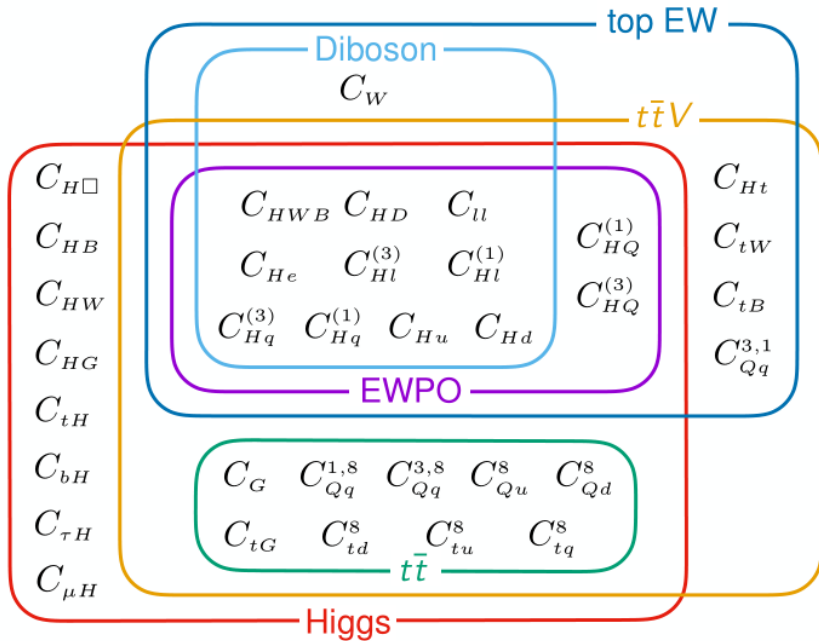 top EW
Diboson
C_W
t\bar{t}V
C_{H□}
C_{HWB} C_{HD} C_{ll}
C_{Ht}
C_{HB}
C_{HQ}^{(1)}
C_{tW}
C_{He} C_{Hl}^{(3)} C_{Hl}^{(1)}
C_{HW}
C_{HQ}^{(3)}
C_{tB}
C_{Hq}^{(3)} C_{Hq}^{(1)} C_{Hu} C_{Hd}
C_{HG}
C_{Qq}^{3,1}
EWPO
C_{tH}
C_{bH}
C_G C_{Qq}^{1,8} C_{Qq}^{3,8} C_{Qu}^{8} C_{Qd}^{8}
C_{τH}
C_{tG} C_{td}^{8} C_{tu}^{8} C_{tq}^{8}
t\bar{t}
C_{μH}
Higgs